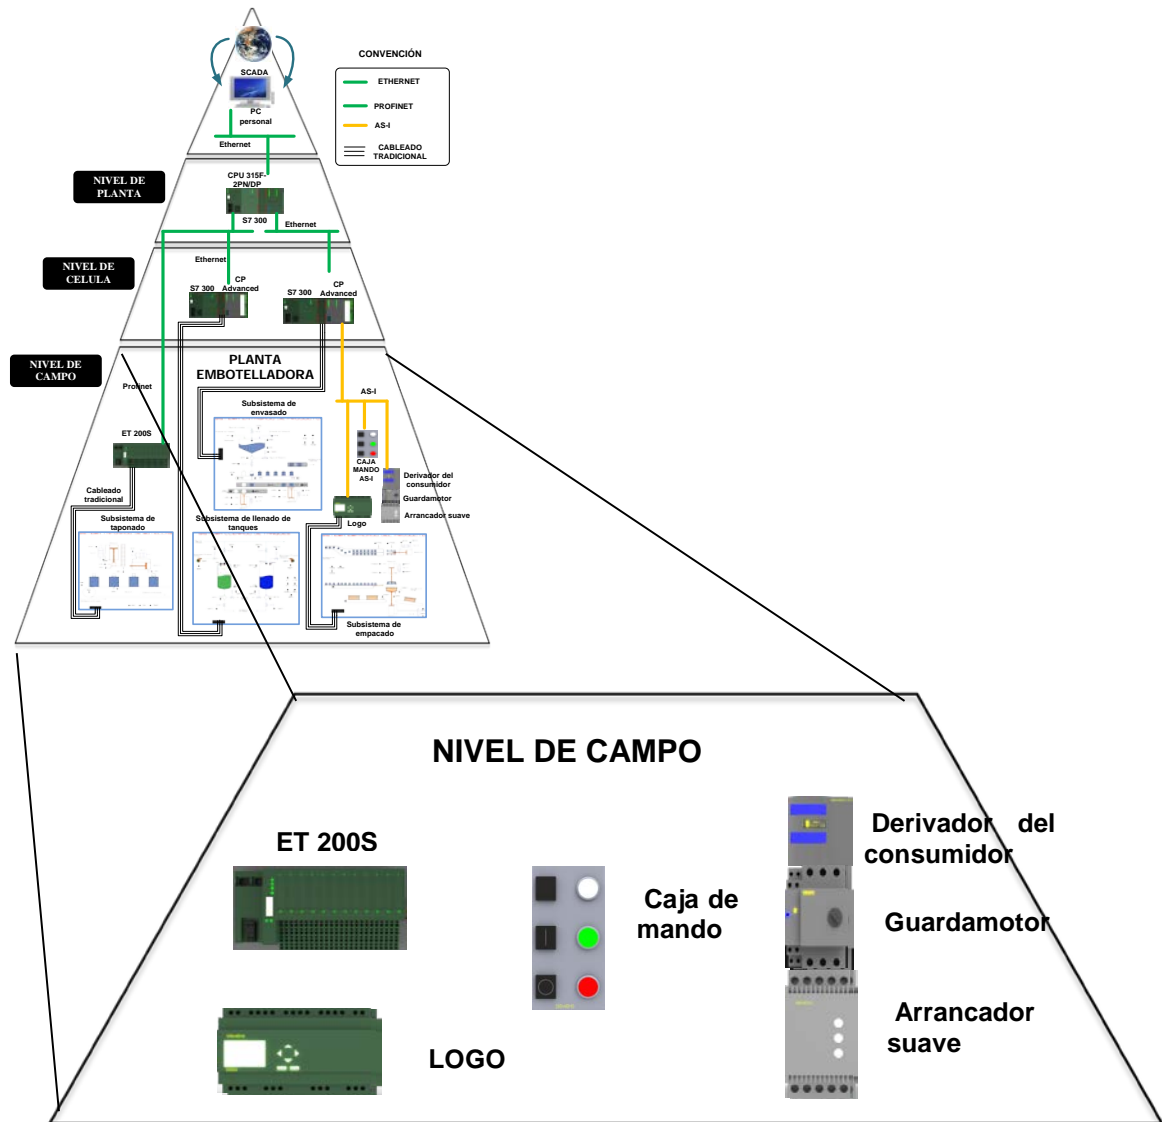 CONVENCIÓN
ETHERNET
PROFINET
AS-I
CABLEADO
TRADICIONAL
SCADA
PC
personal
Ethernet
NIVEL DE
PLANTA
CPU 315F-
2PN/DP
S7 300
Ethernet
Ethernet
NIVEL DE
CELULA
S7 300
CP
Advanced
S7 300
CP
Advanced
NIVEL DE
CAMPO
PLANTA
EMBOTELLADORA
Profinet
AS-I
Subsistema de
envasado
ET 200S
CAJA
MANDO
AS-I
Derivador del
consumidor
Guardamotor
Arrancador suave
Logo
Cableado
tradicional
Subsistema de
taponado
Subsistema de llenado de
tanques
Subsistema de
empacado
NIVEL DE CAMPO
ET 200S
Caja de
mando
Derivador del
consumidor
Guardamotor
Arrancador
suave
LOGO